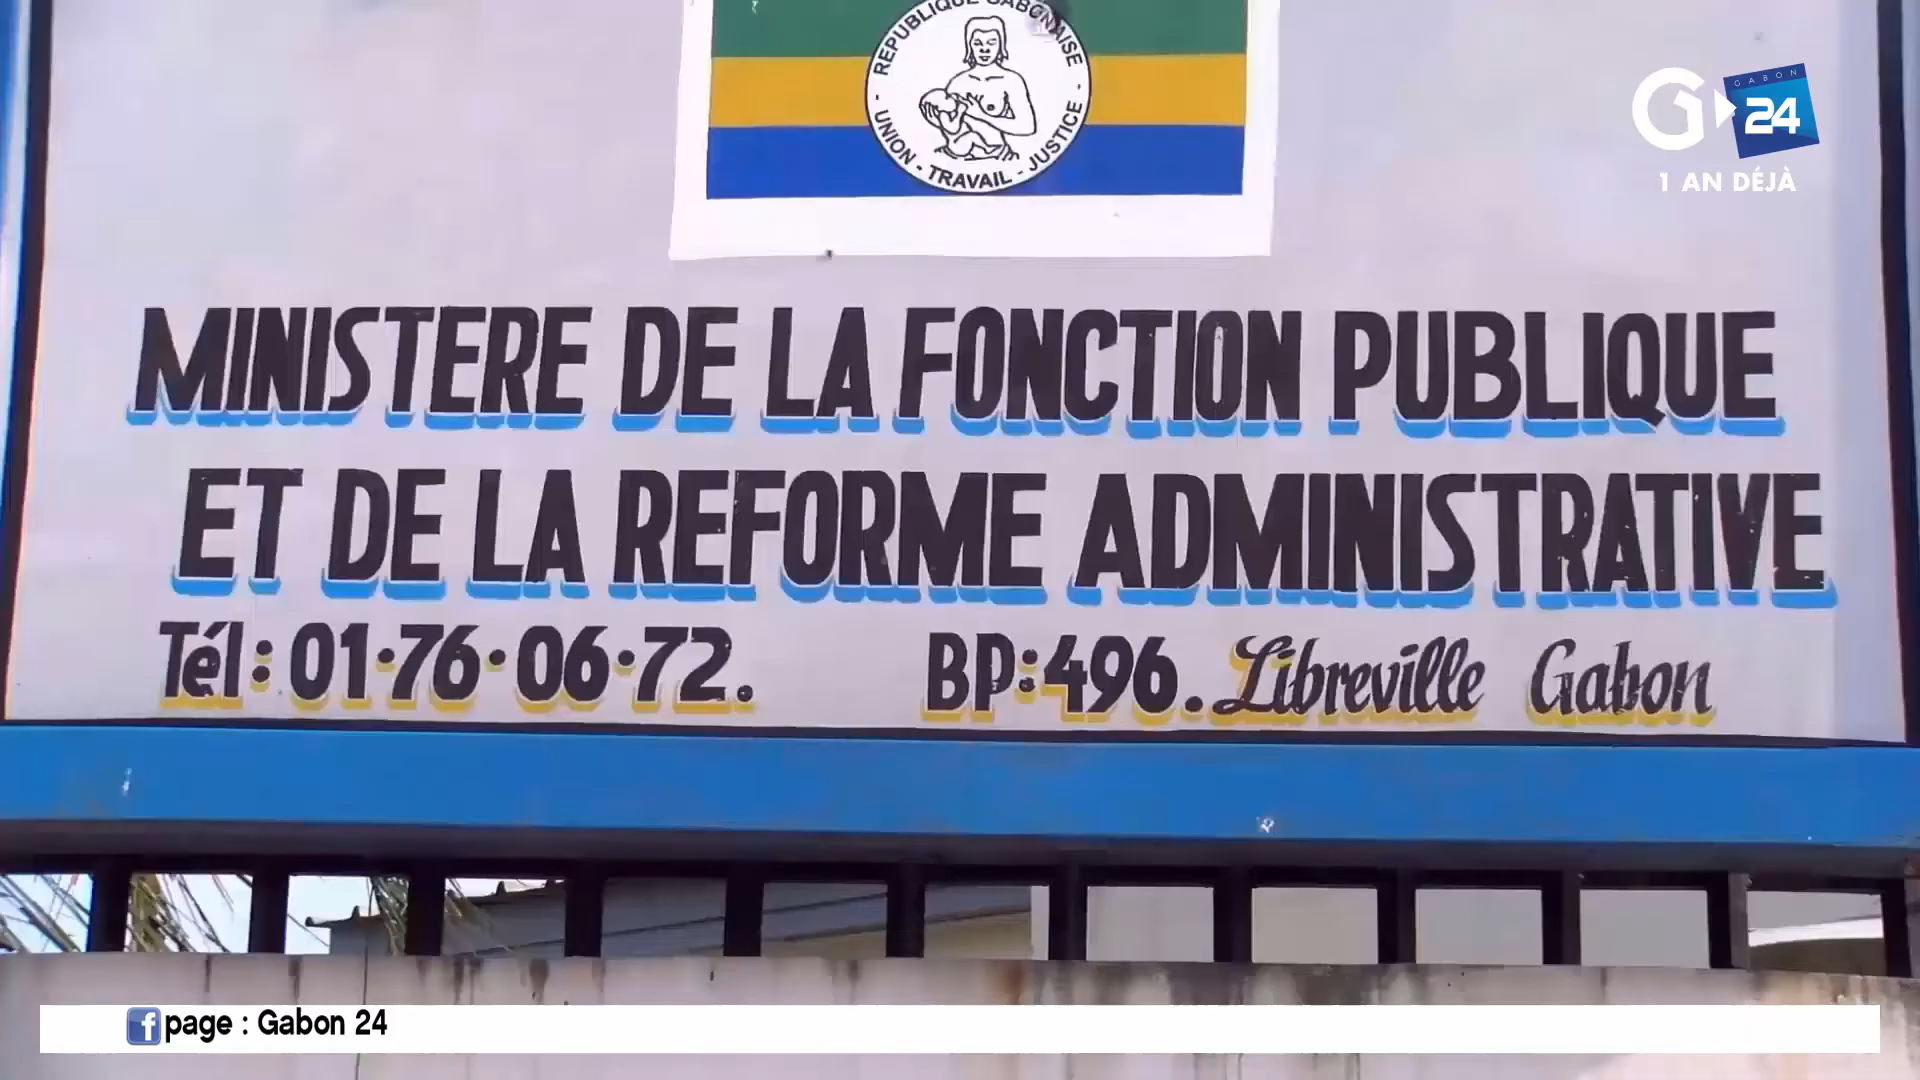 REPUBLIQUE GABONAISE
- UNION - TRAVAIL - JUSTICE -
GABON
24
1 AN DÉJÀ
MINISTERE DE LA FONCTION PUBLIQUE
ET DE LA REFORME ADMINISTRATIVE
Tél : 01·76·06·72.
BP:496. Libreville Gabon
f page : Gabon 24